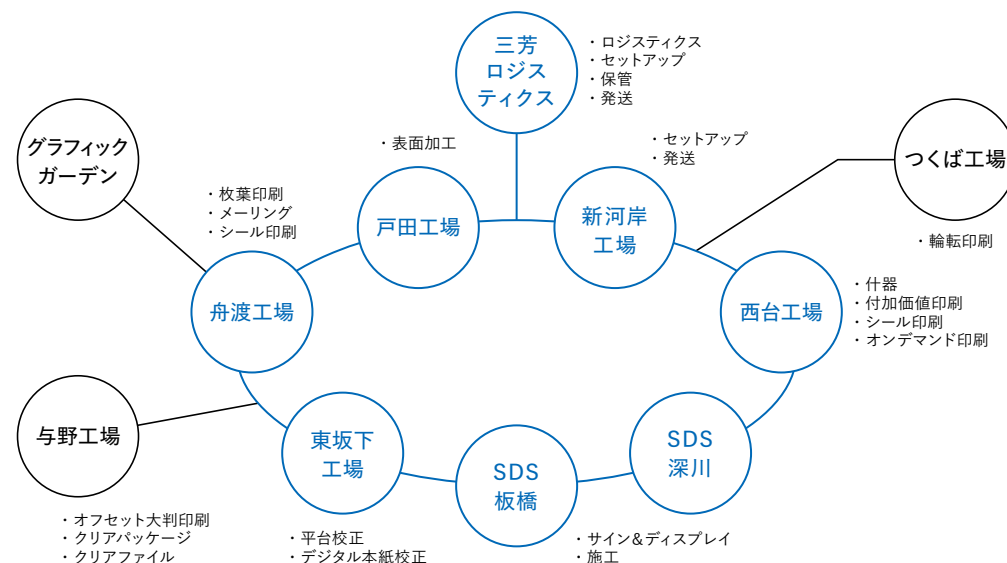 三芳
ロジス
ティクス
・ロジスティクス
・セットアップ
・保管
・発送
グラフィック
ガーデン
・表面加工
・セットアップ
・発送
つくば工場
・輪転印刷
・枚葉印刷
・メーリング
・シール印刷
戸田工場
新河岸
工場
舟渡工場
西台工場
・什器
・付加価値印刷
・シール印刷
・オンデマンド印刷
与野工場
・オフセット大判印刷
・クリアパッケージ
・クリアファイル
東坂下
工場
・平台校正
・デジタル本紙校正
SDS
板橋
SDS
深川
・サイン&ディスプレイ
・施工